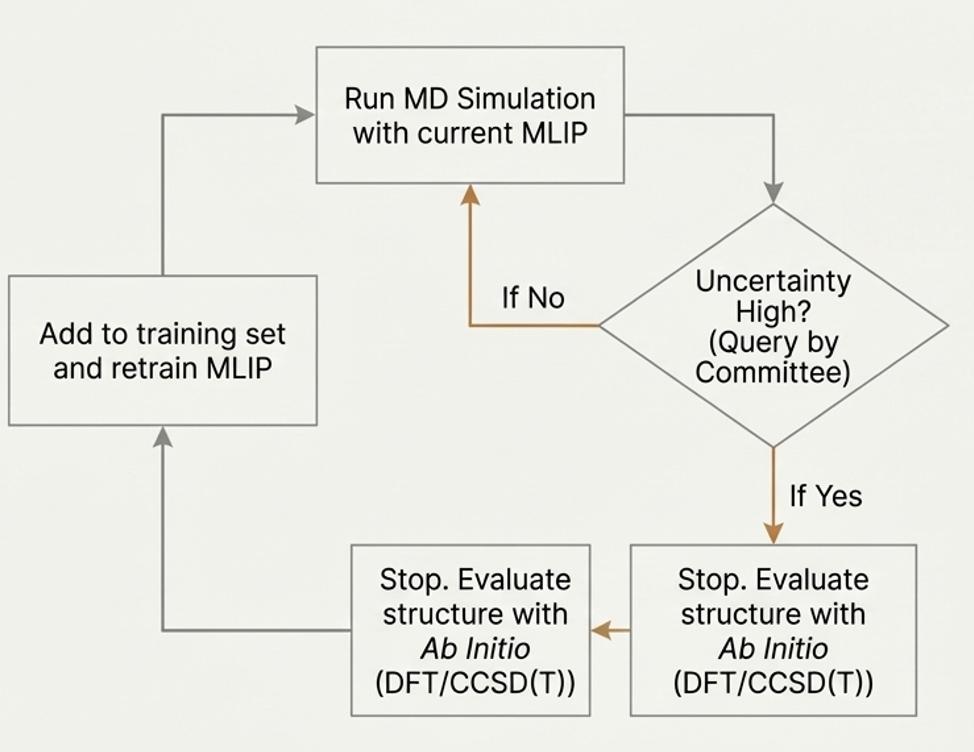 Run MD Simulation
with current MLIP
Uncertainty
High?
(Query by
Committee)
If No
Add to training set
and retrain MLIP
If Yes
Stop. Evaluate
structure with
Ab Initio
(DFT/CCSD(T))
Stop. Evaluate
structure with
Ab Initio
(DFT/CCSD(T))